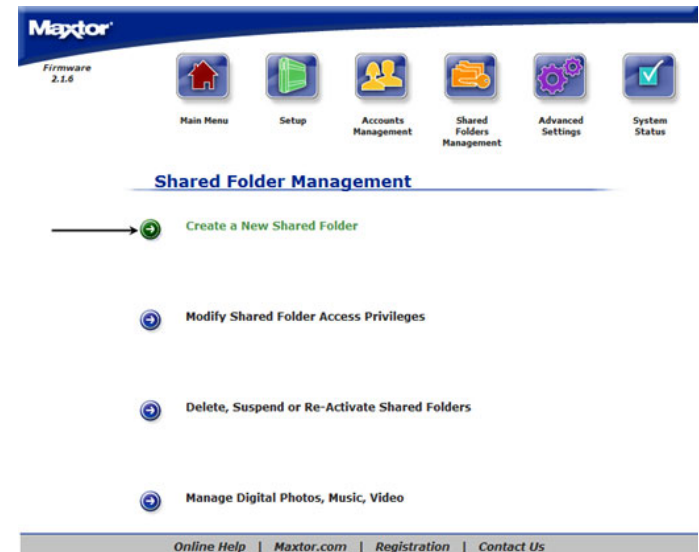 Maxtor
Firmware
2.1.6
Main Menu
Setup
Accounts
Management
Shared
Folders
Management
Advanced
Settings
System
Status
Shared Folder Management
Create a New Shared Folder
Modify Shared Folder Access Privileges
Delete, Suspend or Re-Activate Shared Folders
Manage Digital Photos, Music, Video
Online Help | Maxtor.com | Registration | Contact Us